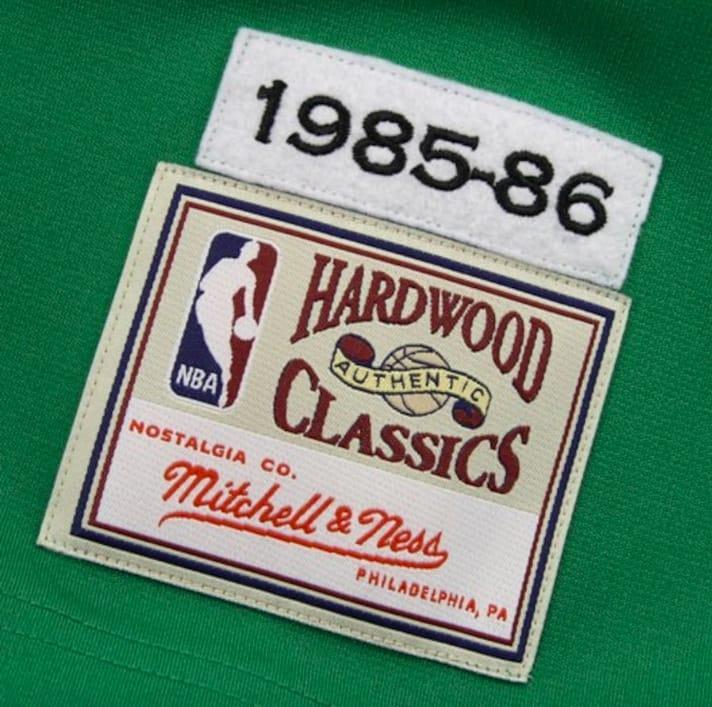 1985-86
HARDWOOD
AUTHENTIC
CLASSICS
NBA
NOSTALGIA CO.
Mitchell & Ness
PHILADELPHIA, PA